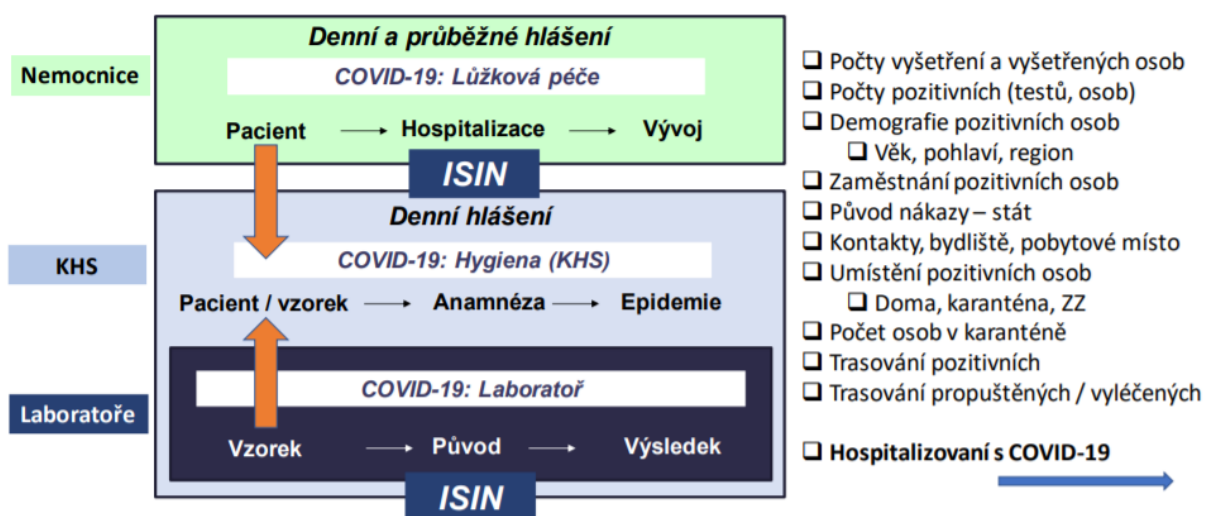 Denní a průběžné hlášení
Nemocnice
COVID-19: Lůžková péče
Pacient → Hospitalizace → Vývoj
ISIN
Denní hlášení
KHS
COVID-19: Hygiena (KHS)
Pacient / vzorek → Anamnéza → Epidemie
COVID-19: Laboratoř
Laboratoře
Vzorek → Původ → Výsledek
ISIN
❑ Počty vyšetření a vyšetřených osob
❑ Počty pozitivních (testů, osob)
❑ Demografie pozitivních osob
❑ Věk, pohlaví, region
❑ Zaměstnání pozitivních osob
❑ Původ nákazy – stát
❑ Kontakty, bydliště, pobytové místo
❑ Umístění pozitivních osob
❑ Doma, karanténa, ZZ
❑ Počet osob v karanténě
❑ Trasování pozitivních
❑ Trasování propuštěných / vyléčených
❑ Hospitalizovaní s COVID-19